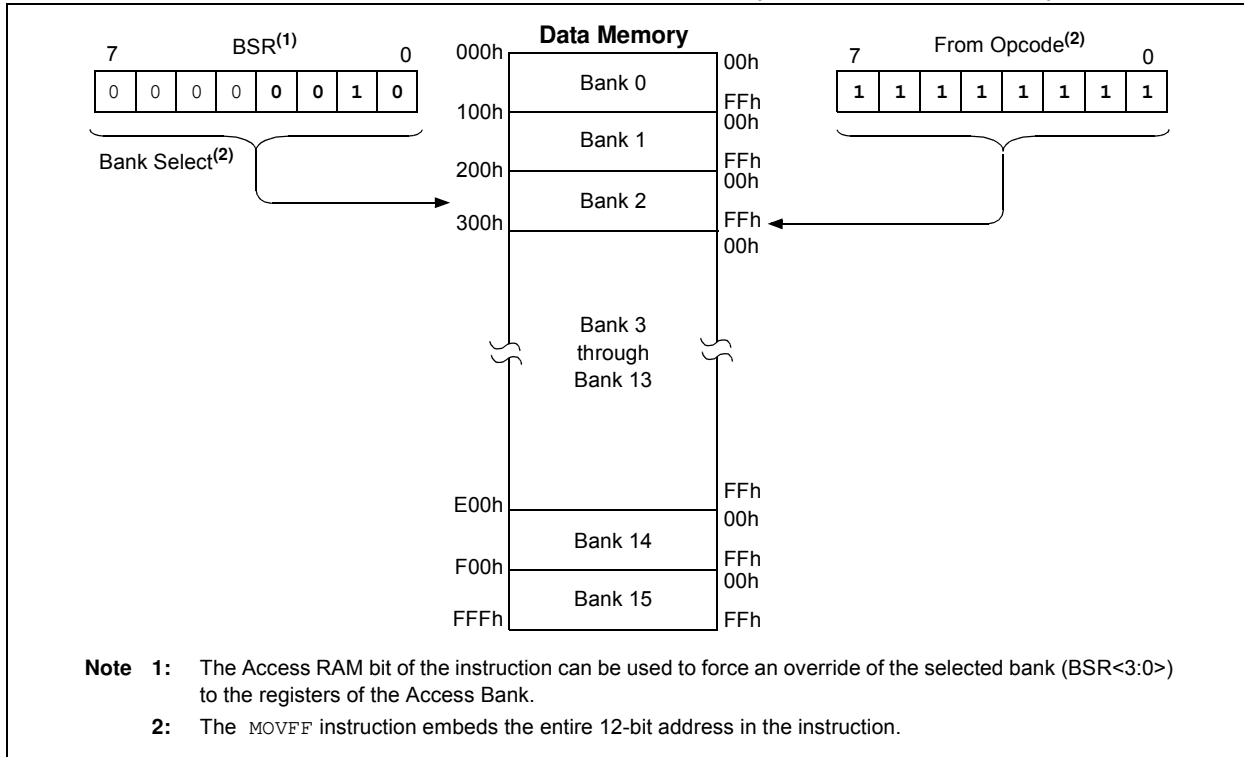 Data Memory
7 BSR(1) 0
0 0 0 0 0 0 1 0
Bank Select(2)
000h
Bank 0
00h
FFh
100h
Bank 1
00h
FFh
200h
Bank 2
00h
FFh
300h
Bank 3
through
Bank 13
00h
FFh
E00h
Bank 14
00h
FFh
F00h
Bank 15
00h
FFFh
FFh
7 From Opcode(2) 0
1 1 1 1 1 1 1 1
Note 1: The Access RAM bit of the instruction can be used to force an override of the selected bank (BSR<3:0>)
to the registers of the Access Bank.
2: The MOVFF instruction embeds the entire 12-bit address in the instruction.